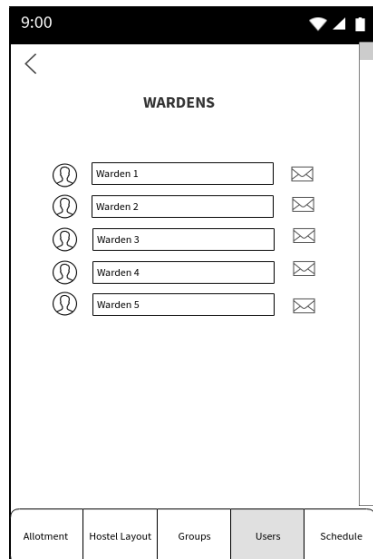 9:00
WARDENS
Warden 1
Warden 2
Warden 3
Warden 4
Warden 5
Allotment Hostel Layout Groups Users Schedule